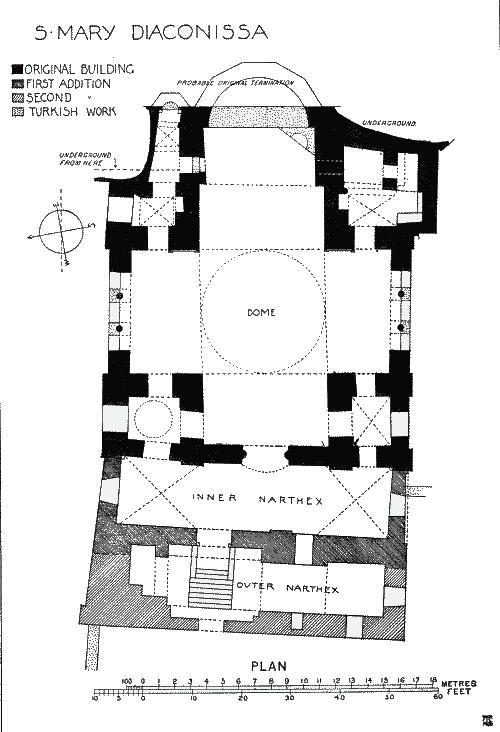 S·MARY DIACONISSA
ORIGINAL BUILDING
FIRST ADDITION
SECOND "
TURKISH WORK
PROBABLE ORIGINAL TERMINATION
UNDERGROUND.
UNDERGROUND
FROM HERE
E
S
W
DOME
INNER NARTHEX
OUTER NARTHEX
PLAN
100 0 1 2 3 4 5 6 7 8 9 10 11 12 13 14 15 16 17 18 METRES
10 5 0 10 20 30 40 50 60 FEET